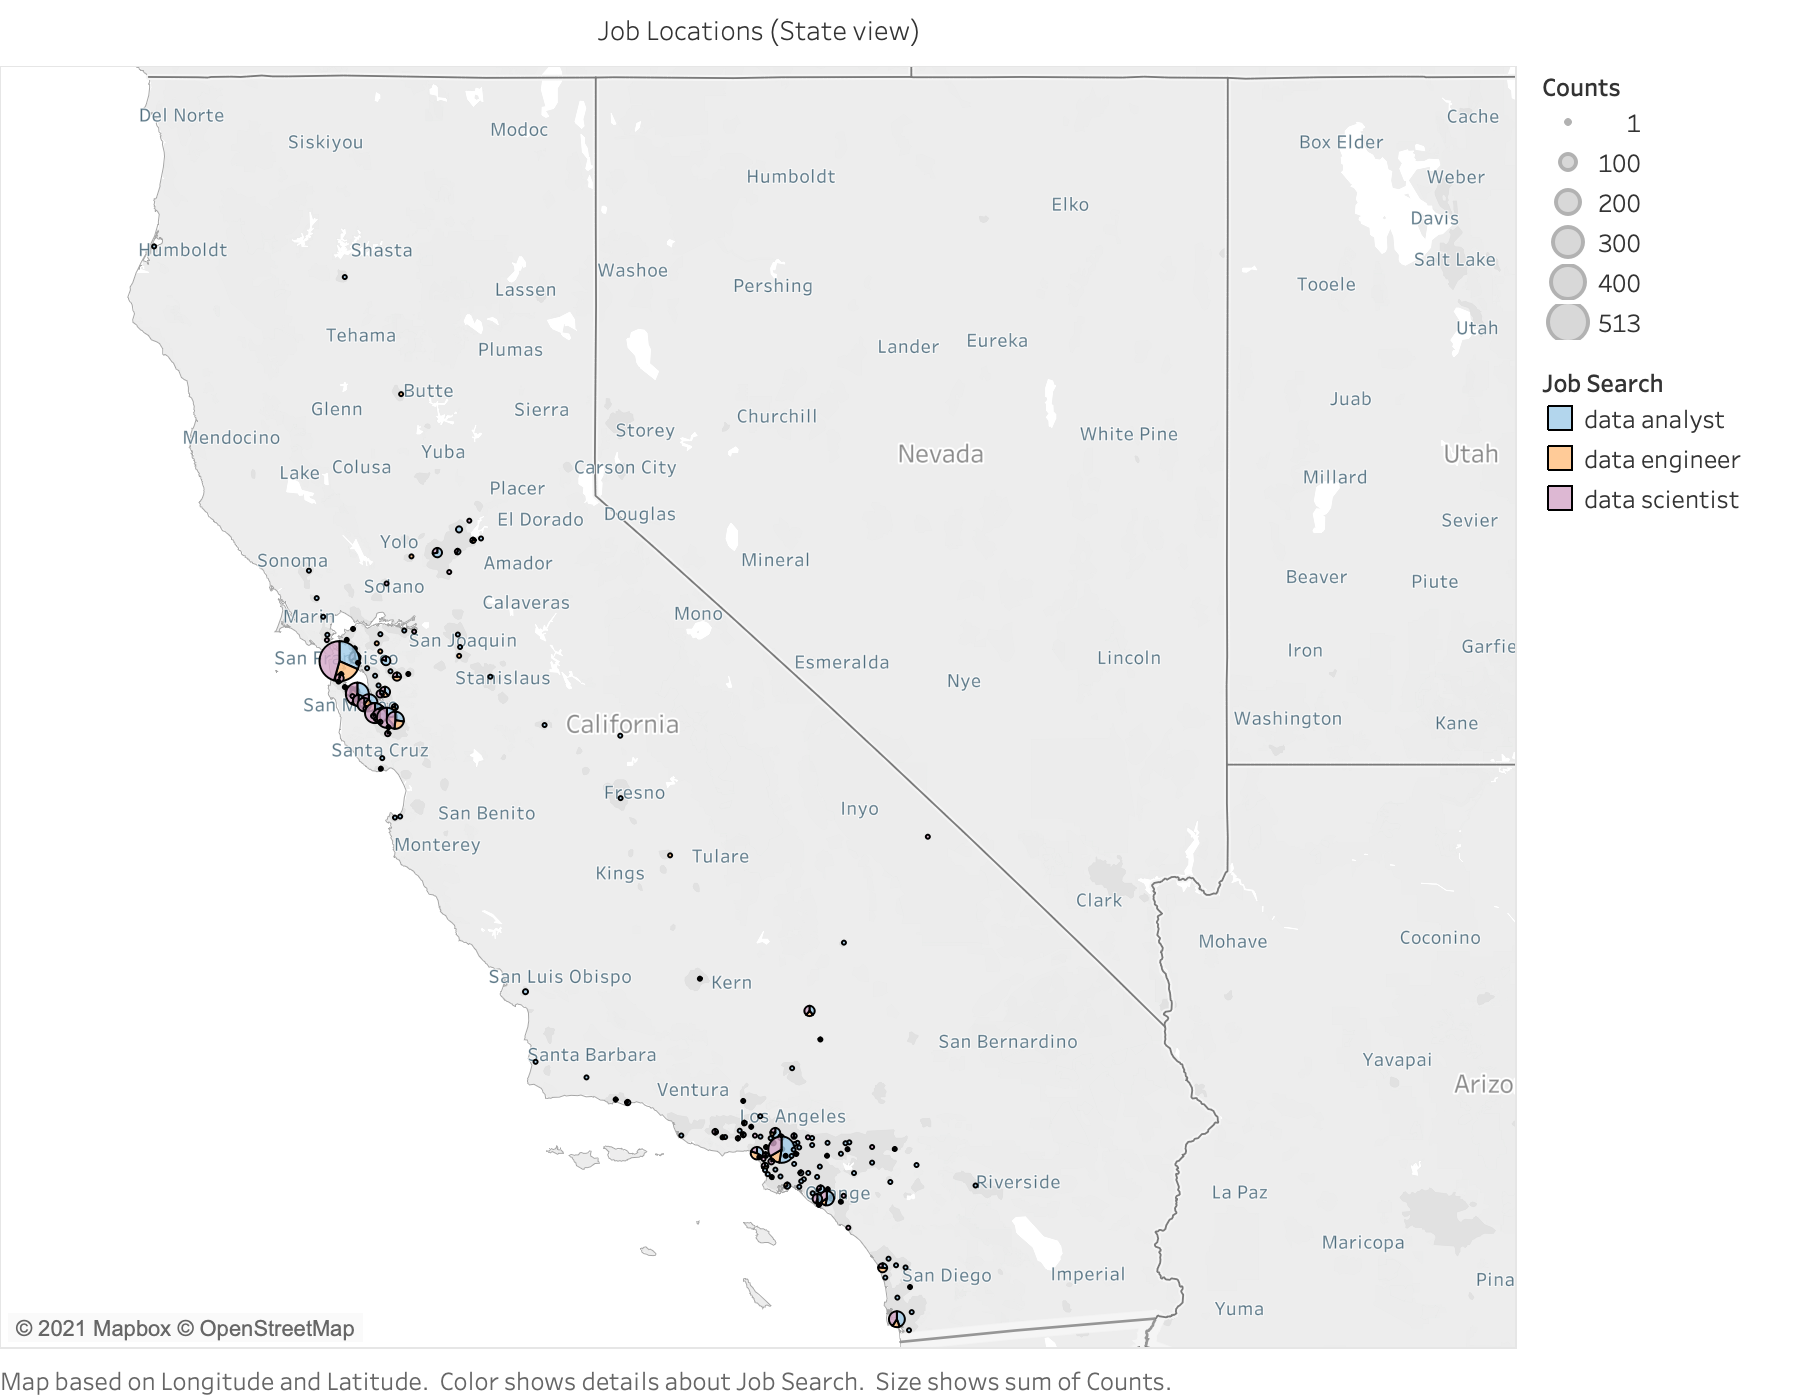 Job Locations (State view)
Counts
1
100
200
300
400
513
Job Search
data analyst
data engineer
data scientist
Del Norte
Siskiyou
Modoc
Humboldt
Elko
Box Elder
Cache
Weber
Davis
Salt Lake
Humboldt
Shasta
Lassen
Washoe
Pershing
Tooele
Utah
Tehama
Plumas
Lander
Eureka
Butte
Glenn
Sierra
Churchill
Juab
Mendocino
Storey
White Pine
Nevada
Utah
Yuba
Lake
Colusa
Carson City
Placer
Millard
El Dorado
Douglas
Sevier
Yolo
Sonoma
Amador
Mineral
Solano
Beaver
Piute
Calaveras
Marin
Mono
San Joaquin
Iron
Garfie
San Francisco
Esmeralda
Lincoln
Stanislaus
Nye
San M
California
Washington
Kane
Santa Cruz
Fresno
Inyo
San Benito
Monterey
Tulare
Kings
Clark
Mohave
Coconino
San Luis Obispo
Kern
San Bernardino
Santa Barbara
Yavapai
Ventura
Arizo
Los Angeles
Orange
Riverside
La Paz
Maricopa
San Diego
Imperial
Pina
Yuma
© 2021 Mapbox © OpenStreetMap
Map based on Longitude and Latitude. Color shows details about Job Search. Size shows sum of Counts.